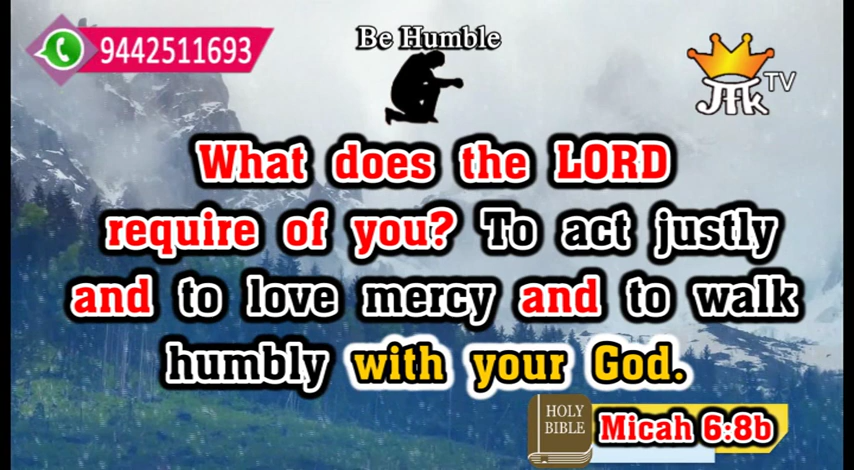 9442511693
Be Humble
JTk TV
What does the LORD
require of you? To act justly
and to love mercy and to walk
humbly with your God.
HOLY
BIBLE
Micah 6:8b